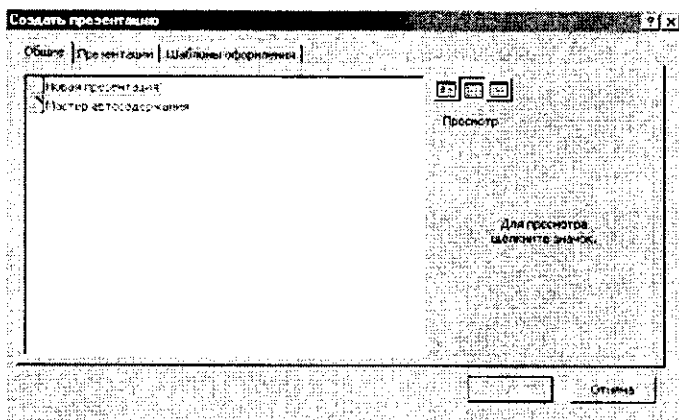 Создать презентацию
Общие Презентации Шаблоны оформления
Новая презентация
Мастер автосодержания
Просмотр
Для просмотра
щелкните значок.
Отмена